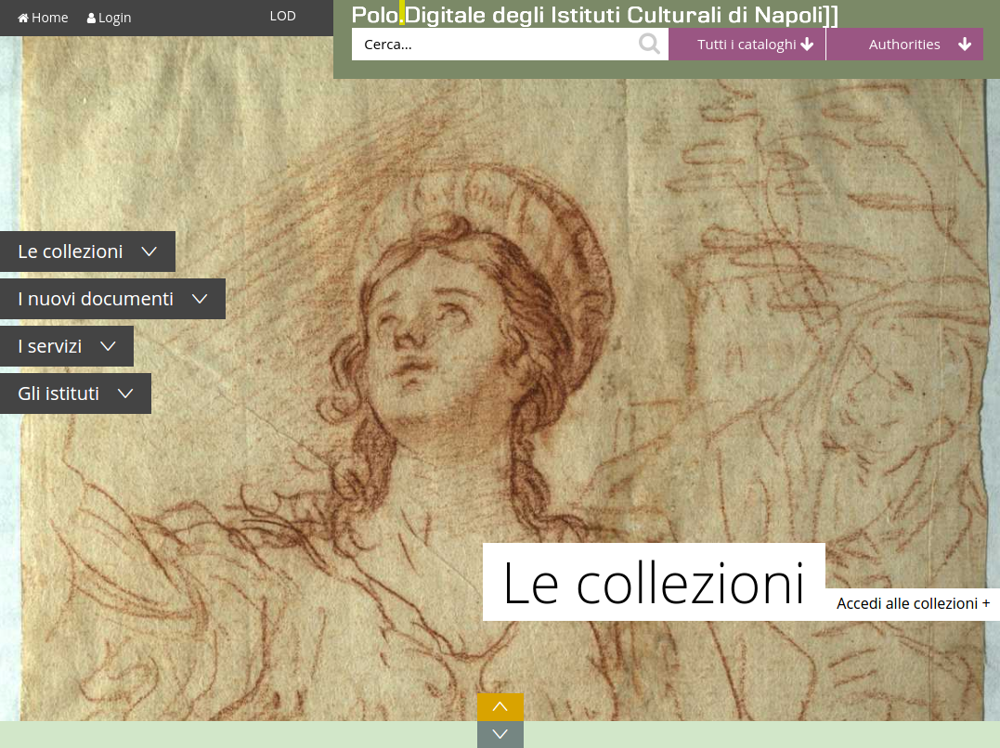 Home
Login
LOD
Polo.Digitale degli Istituti Culturali di Napoli]]
Cerca...
Tutti i cataloghi
Authorities
Le collezioni
I nuovi documenti
I servizi
Gli istituti
Le collezioni
Accedi alle collezioni +